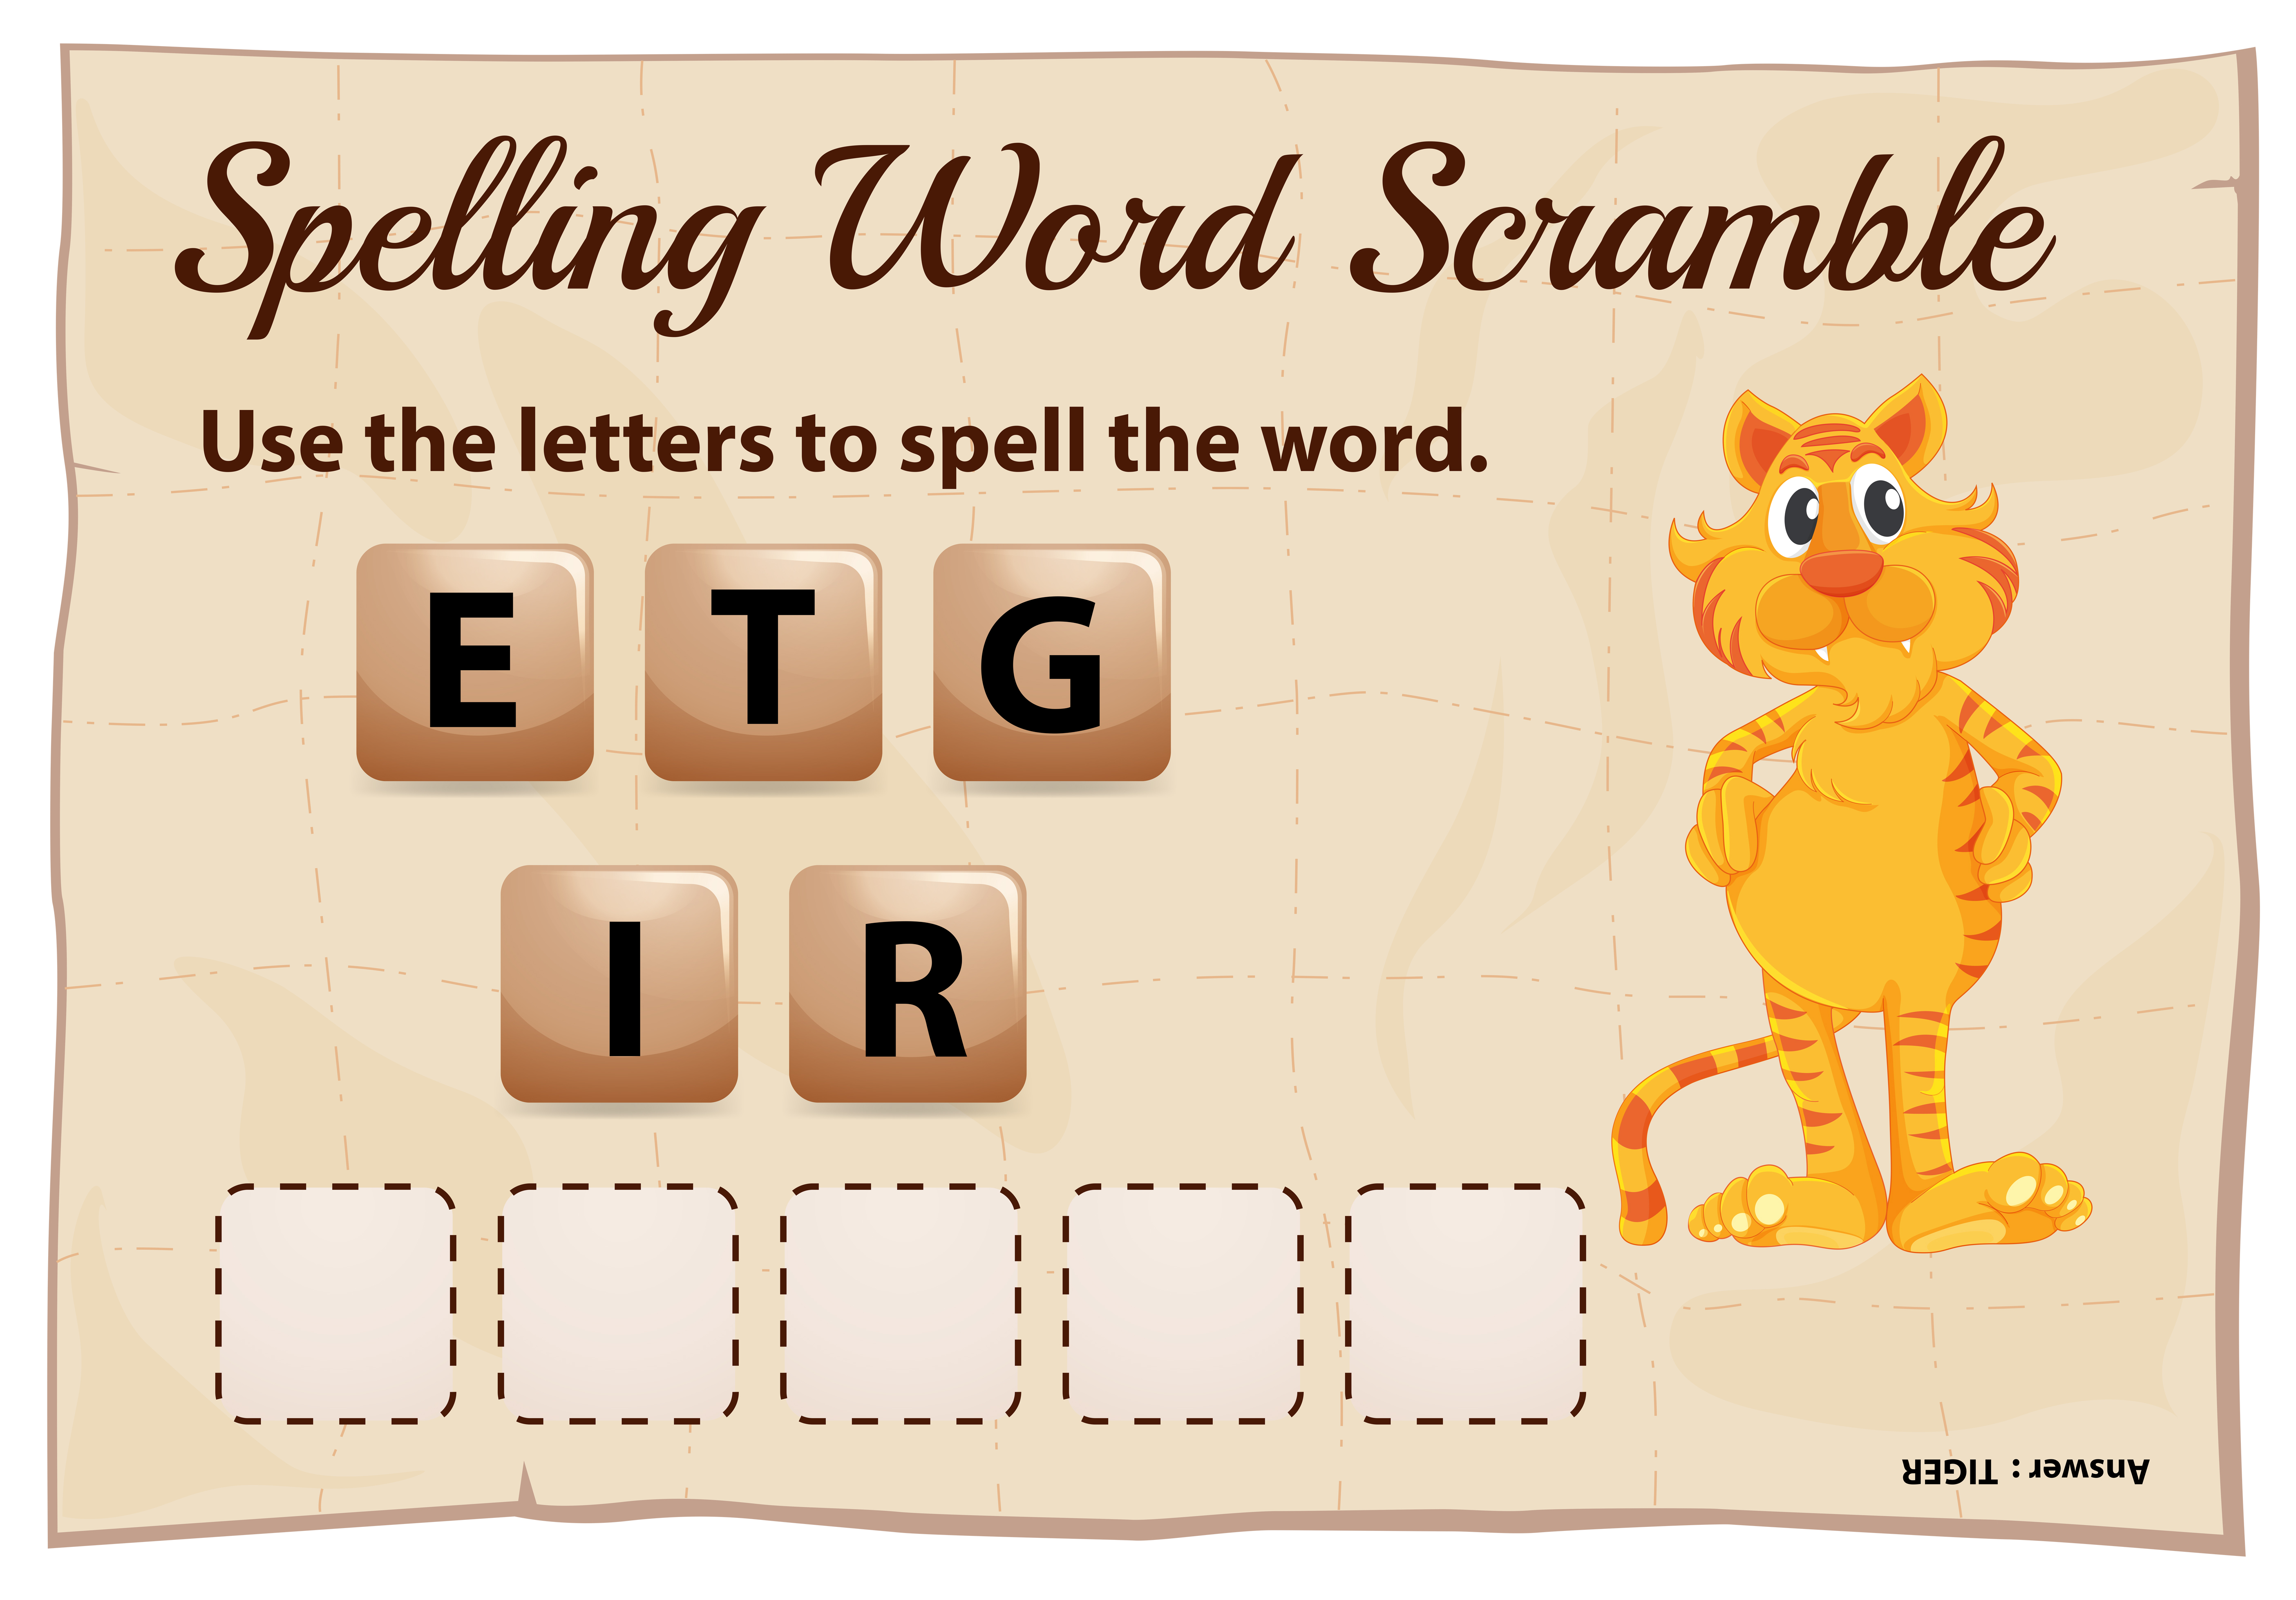 Spelling Word Scramble
Use the letters to spell the word.
E T G
I R
Answer : TIGER